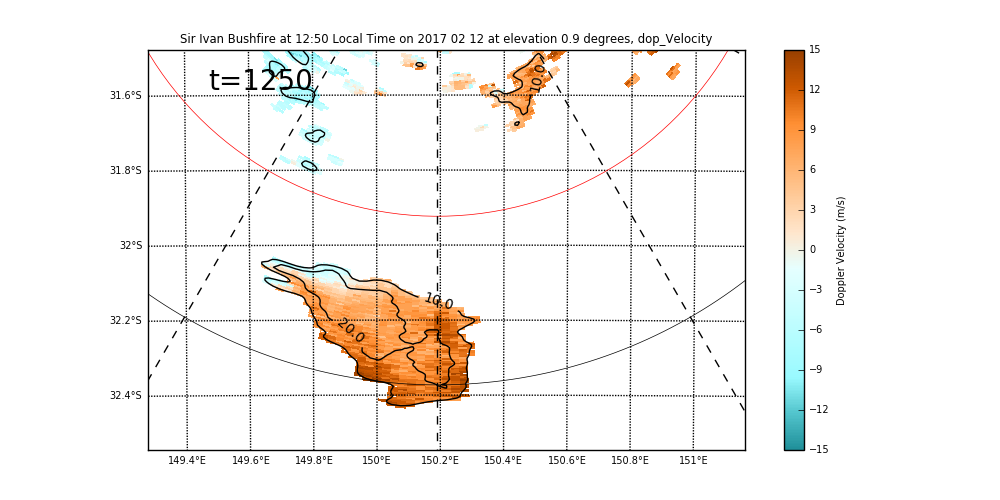 Sir Ivan Bushfire at 12:50 Local Time on 2017 02 12 at elevation 0.9 degrees, dop_Velocity
t=1250
10.0
10.0
20.0
31.6°S
31.8°S
32°S
32.2°S
32.4°S
149.4°E 149.6°E 149.8°E 150°E 150.2°E 150.4°E 150.6°E 150.8°E 151°E
15
12
9
6
3
0
−3
−6
−9
−12
−15
Doppler Velocity (m/s)